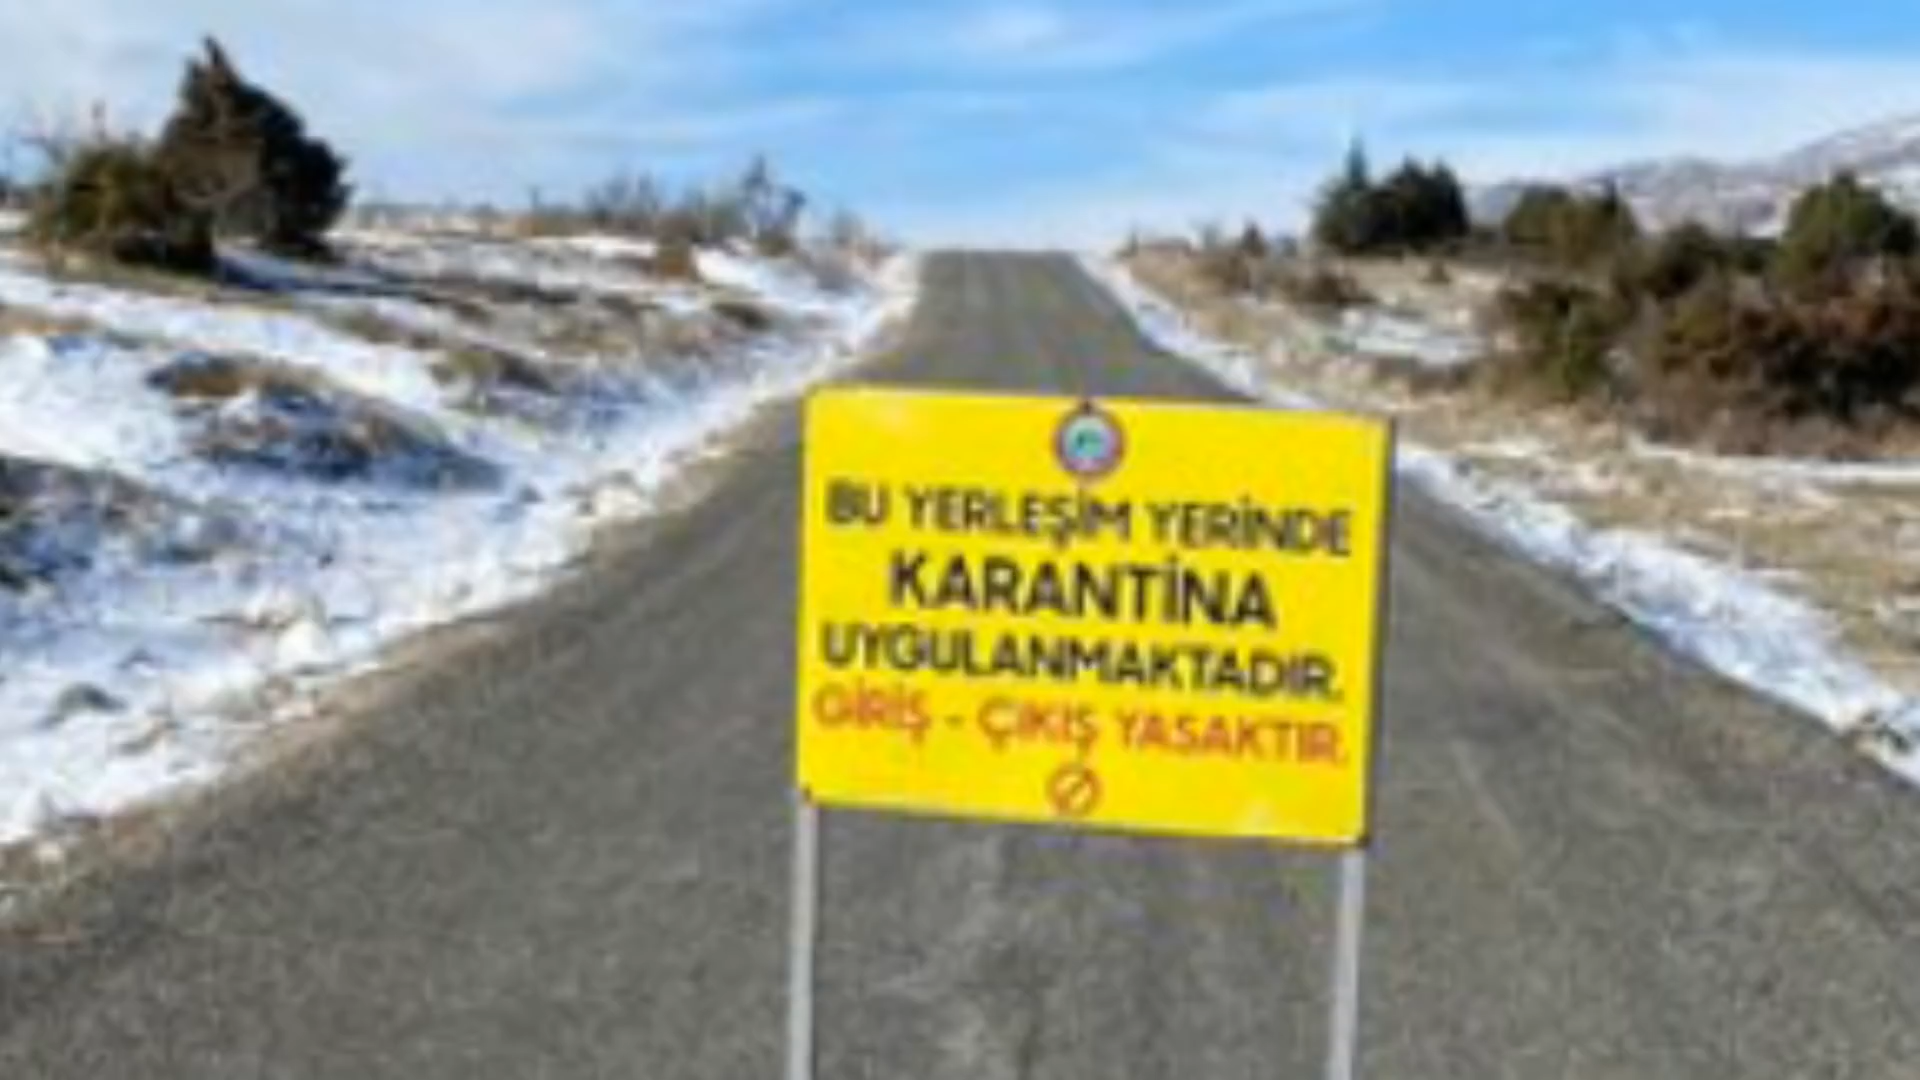 BU YERLEŞİM YERİNDE
KARANTİNA
UYGULANMAKTADIR.
GİRİŞ - ÇIKIŞ YASAKTIR.